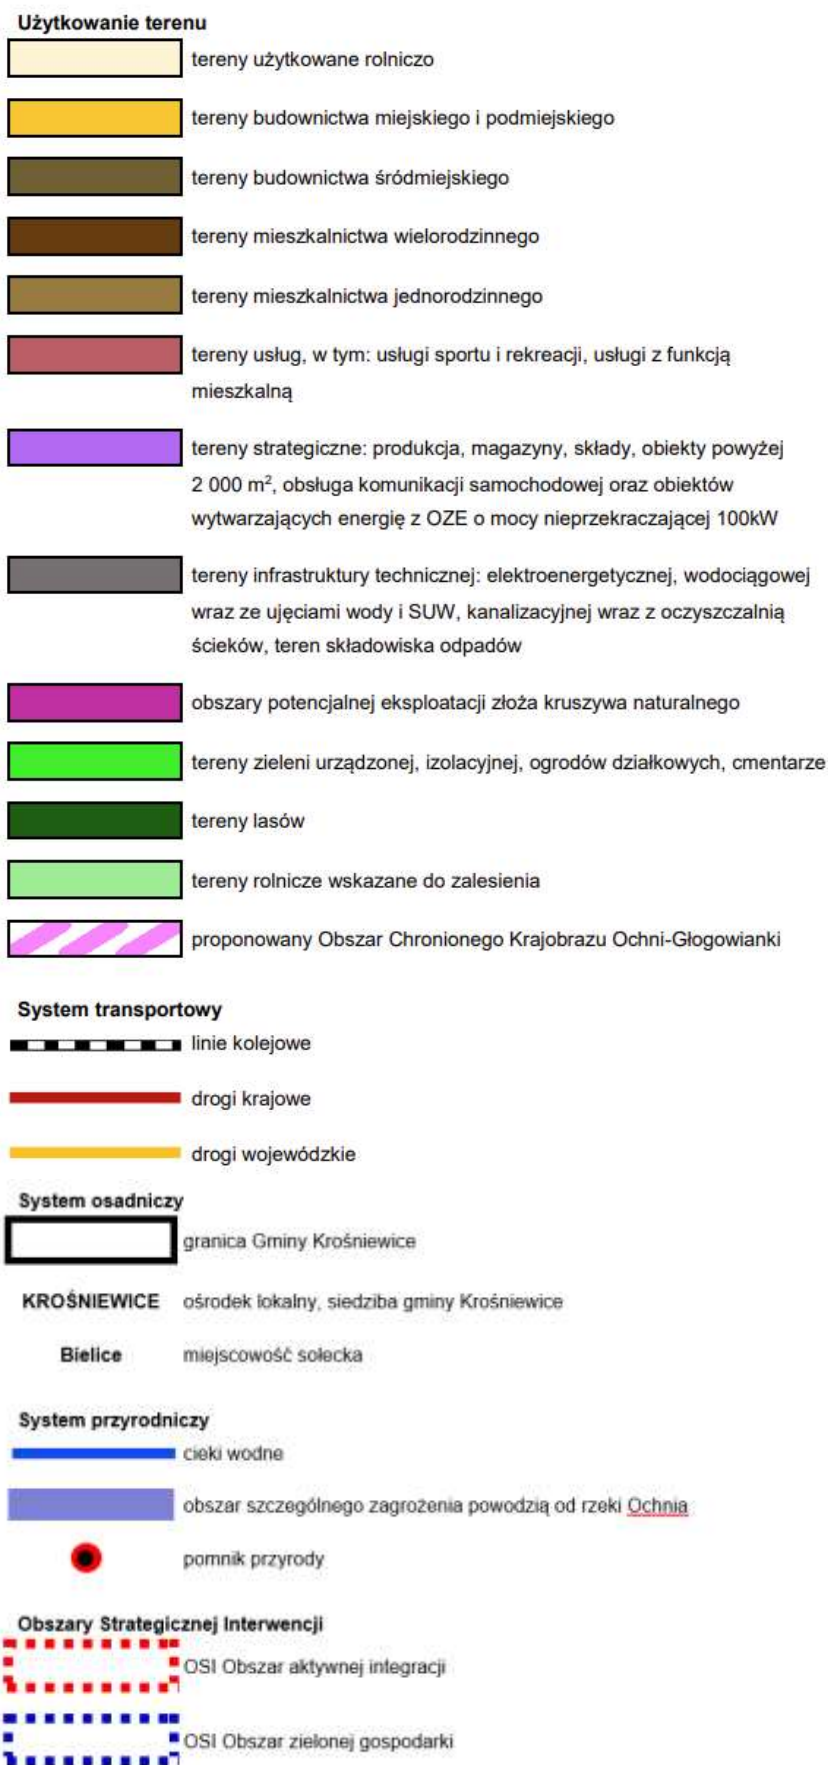 Użytkowanie terenu
tereny użytkowane rolniczo
tereny budownictwa miejskiego i podmiejskiego
tereny budownictwa śródmiejskiego
tereny mieszkalnictwa wielorodzinnego
tereny mieszkalnictwa jednorodzinnego
tereny usług, w tym: usługi sportu i rekreacji, usługi z funkcją
mieszkalną
tereny strategiczne: produkcja, magazyny, składy, obiekty powyżej
2 000 m², obsługa komunikacji samochodowej oraz obiektów
wytwarzających energię z OZE o mocy nieprzekraczającej 100kW
tereny infrastruktury technicznej: elektroenergetycznej, wodociągowej
wraz ze ujęciami wody i SUW, kanalizacyjnej wraz z oczyszczalnią
ścieków, teren składowiska odpadów
obszary potencjalnej eksploatacji złoża kruszywa naturalnego
tereny zieleni urządzonej, izolacyjnej, ogrodów działkowych, cmentarze
tereny lasów
tereny rolnicze wskazane do zalesienia
proponowany Obszar Chronionego Krajobrazu Ochni-Głogowianki
System transportowy
linie kolejowe
drogi krajowe
drogi wojewódzkie
System osadniczy
granica Gminy Krośniewice
KROŚNIEWICE ośrodek lokalny, siedziba gminy Krośniewice
Bielice miejscowość sołecka
System przyrodniczy
cieki wodne
obszar szczególnego zagrożenia powodzią od rzeki Ochnia
pomnik przyrody
Obszary Strategicznej Interwencji
OSI Obszar aktywnej integracji
OSI Obszar zielonej gospodarki